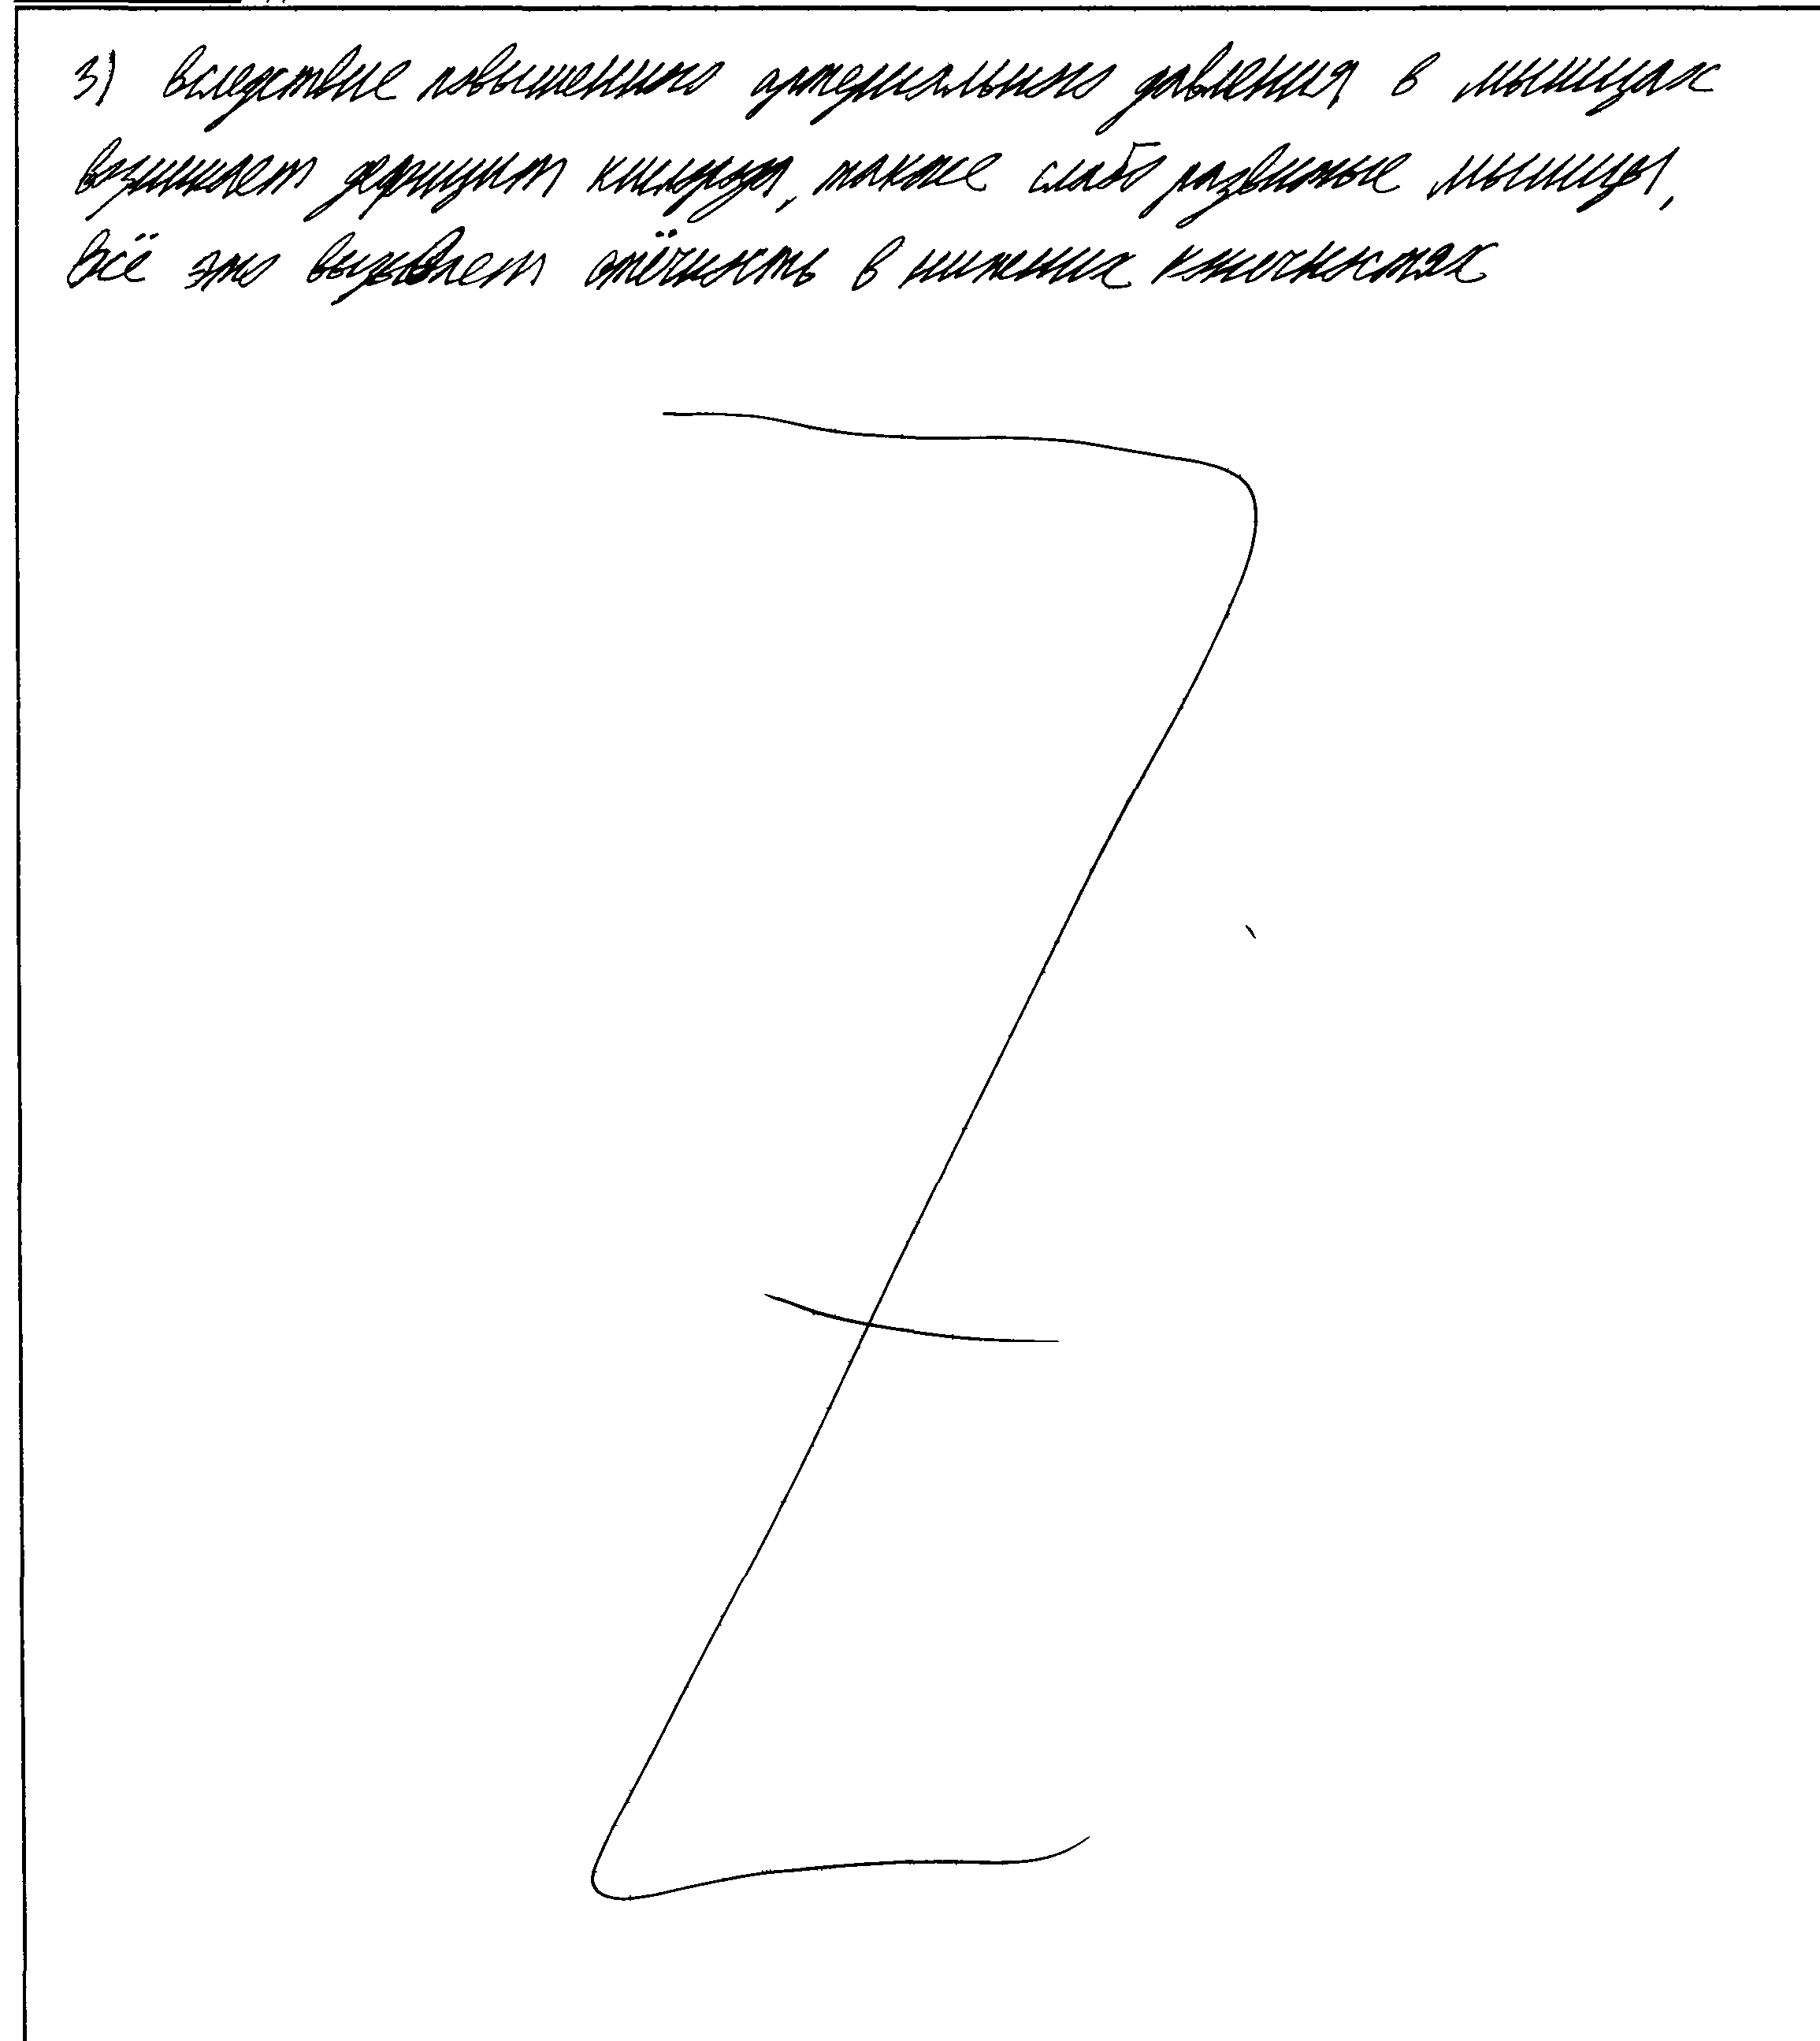 3) вследствие повышенного артериального давления в мышцах
возникает дефицит кислорода, также слабо развитые мышцы,
всё это вызывает отёчность в нижних конечностях